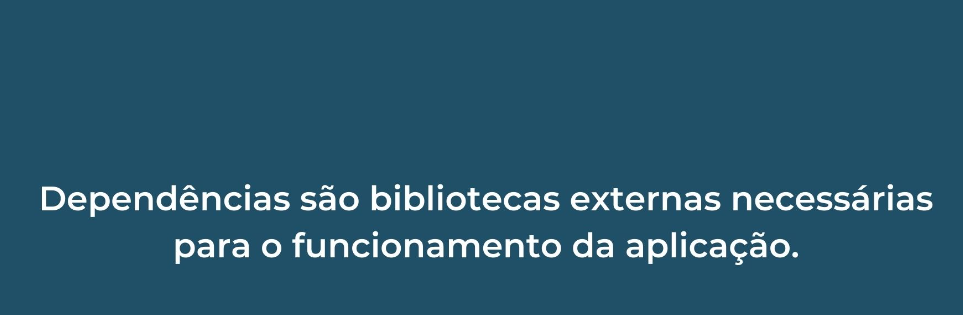 Dependências são bibliotecas externas necessárias
para o funcionamento da aplicação.